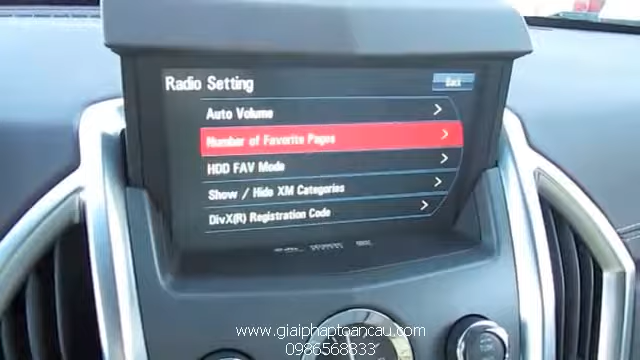 Radio Setting
Back
Auto Volume
Number of Favorite Pages
HDD FAV Mode
Show / Hide XM Categories
DivX(R) Registration Code
www.giaiphaptoancau.com
0986568833